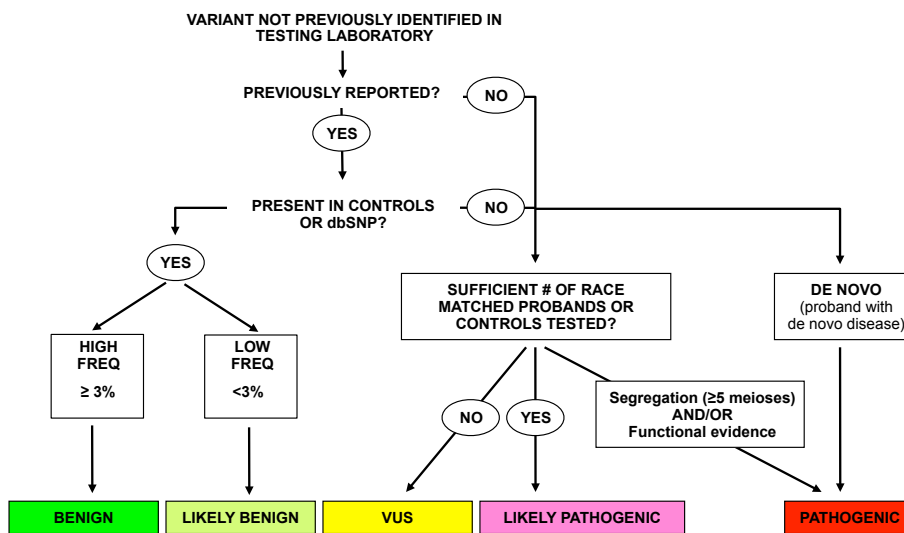 VARIANT NOT PREVIOUSLY IDENTIFIED IN
TESTING LABORATORY
PREVIOUSLY REPORTED?
NO
YES
PRESENT IN CONTROLS
OR dbSNP?
NO
YES
SUFFICIENT # OF RACE
MATCHED PROBANDS OR
CONTROLS TESTED?
DE NOVO
(proband with
de novo disease)
HIGH
FREQ
≥ 3%
LOW
FREQ
<3%
NO
YES
Segregation (≥5 meioses)
AND/OR
Functional evidence
BENIGN
LIKELY BENIGN
VUS
LIKELY PATHOGENIC
PATHOGENIC